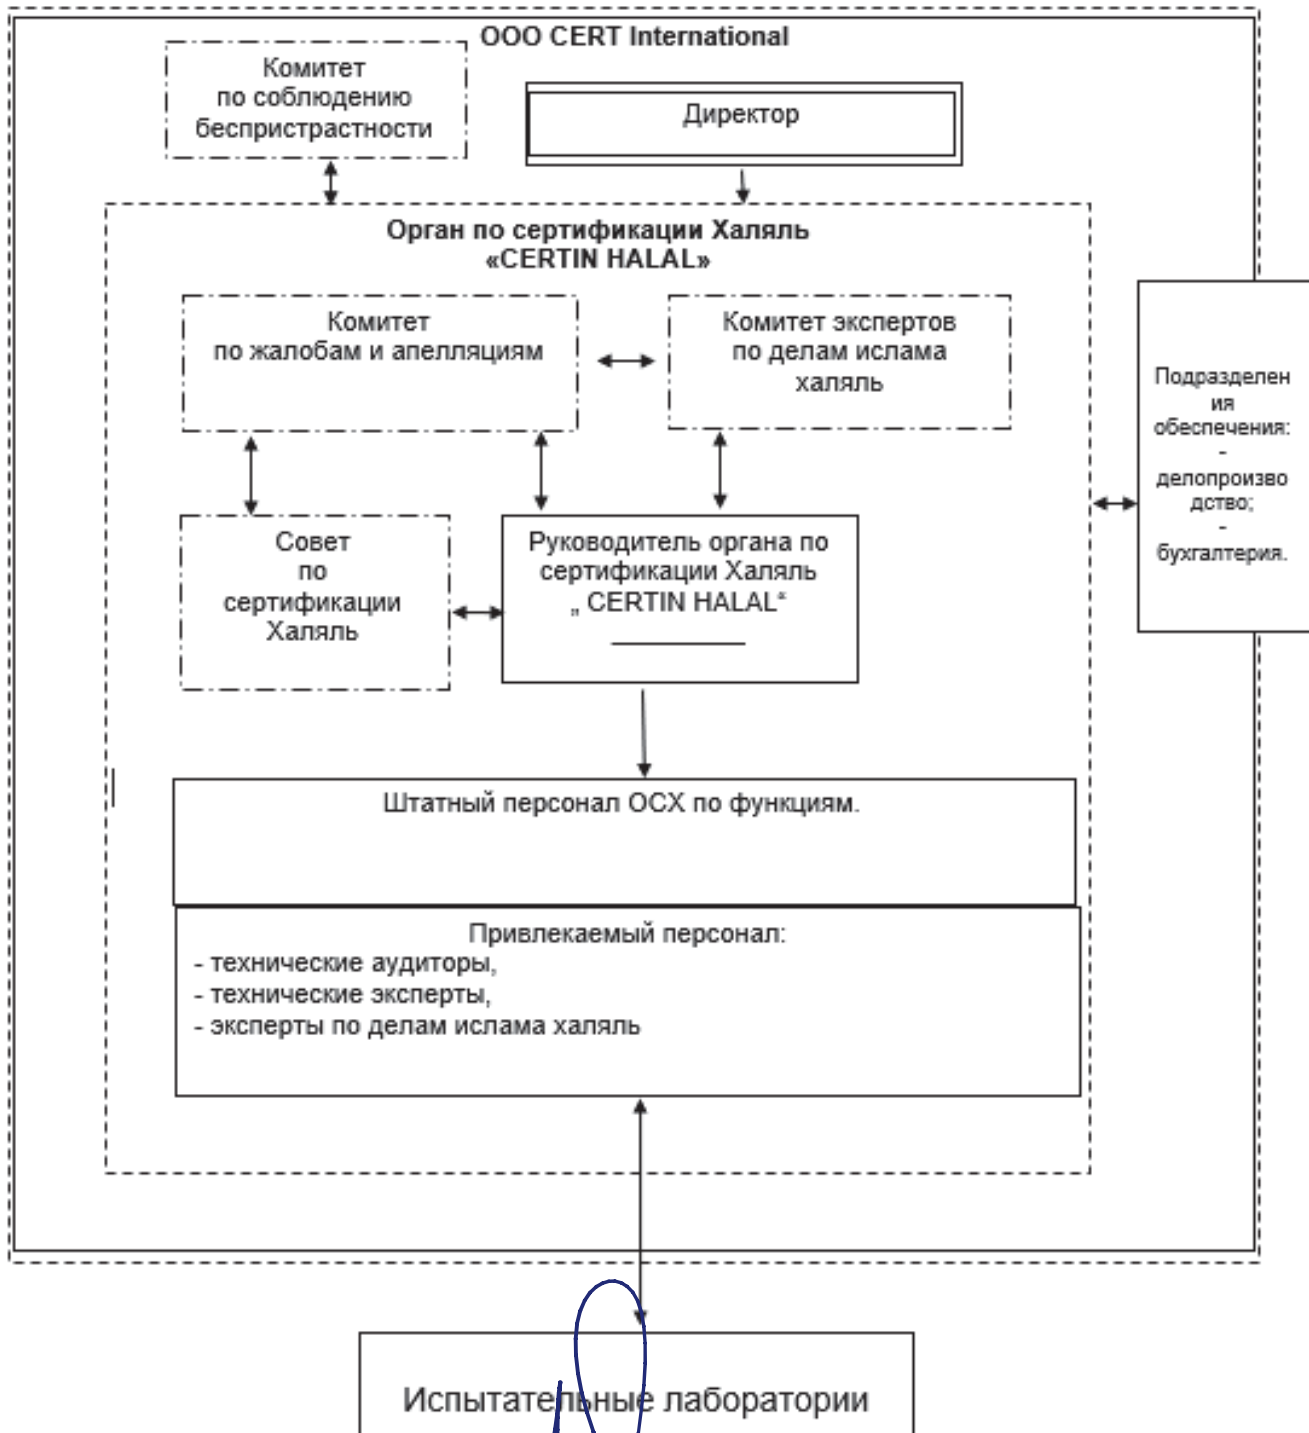 ООО CERT International
Комитет
по соблюдению
беспристрастности
Директор
Орган по сертификации Халяль
«CERTIN HALAL»
Комитет
по жалобам и апелляциям
Комитет экспертов
по делам ислама
халяль
Подразделен
ия
обеспечения:
-
делопроизво
дство;
-
бухгалтерия.
Совет
по
сертификации
Халяль
Руководитель органа по
сертификации Халяль
„ CERTIN HALAL“
Штатный персонал ОСХ по функциям.
Привлекаемый персонал:
- технические аудиторы,
- технические эксперты,
- эксперты по делам ислама халяль
Испытательные лаборатории